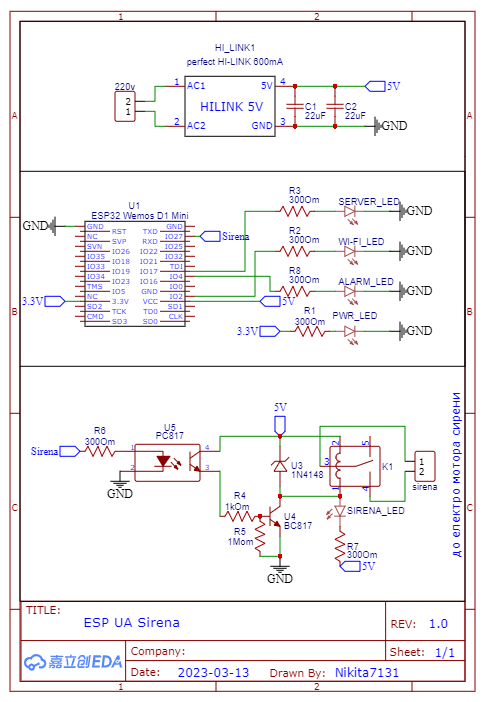 1 2
A A
HI_LINK1
perfect HI-LINK 600mA
220v
2
1
1 AC1
5V 4
5V
HILINK 5V
C1
22uF
C2
22uF
2 AC2
GND 3
GND
B B
U1
ESP32 Wemos D1 Mini
GND
GND
NC
SVN
IO35
IO33
IO34
TMS
NC
SD2
CMD
RST
SVP
IO26
IO18
IO19
IO23
IO5
3.3V
TCK
SD3
TXD
RXD
IO22
IO21
IO17
IO16
GND
VCC
TD0
SD0
GND
IO27
IO25
IO32
TDI
IO4
IO0
IO2
SD1
CLK
Sirena
3.3V
5V
R3
300Om
SERVER_LED
GND
R2
300Om
WI-FI_LED
GND
R8
300Om
ALARM_LED
GND
3.3V
R1
300Om
PWR_LED
GND
C C
Sirena
R6
300Om
U5
PC817
1
2
4
3
GND
5V
U3
1N4148
R4
1kOm
R5
1Mom
U4
BC817
GND
2
5
3
1
4
K1
1
2
sirena
SIRENA_LED
R7
300Om
5V
до електро мотора сирени
TITLE:
ESP UA Sirena
REV: 1.0
嘉立创EDA
Company:
Sheet: 1/1
Date: 2023-03-13
Drawn By: Nikita7131
1 2